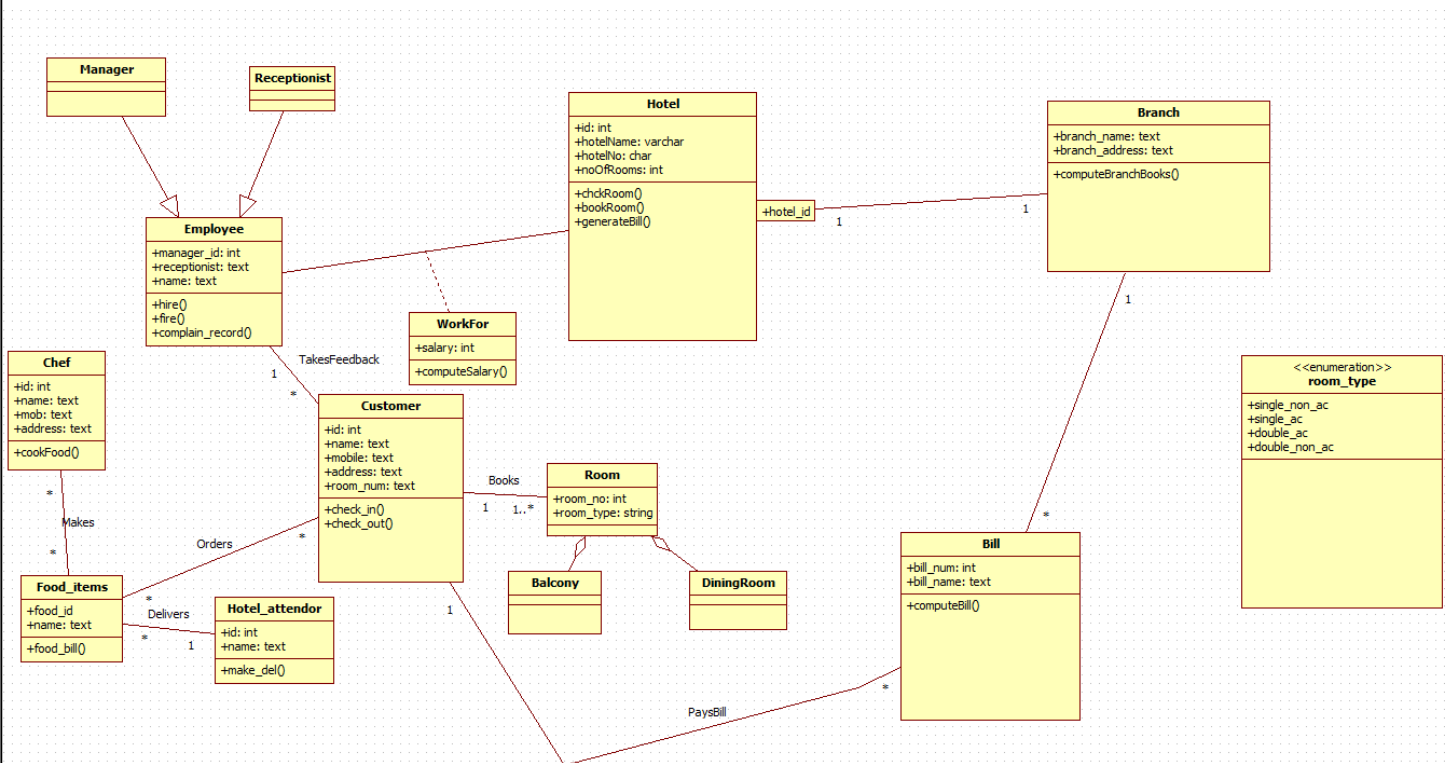 Manager
Receptionist
Hotel
+id: int
+hotelName: varchar
+hotelNo: char
+noOfRooms: int
+chckRoom()
+bookRoom()
+generateBill()
+hotel_id
1
1
Branch
+branch_name: text
+branch_address: text
+computeBranchBooks()
Employee
+manager_id: int
+receptionist: text
+name: text
+hire()
+fire()
+complain_record()
WorkFor
+salary: int
+computeSalary()
1
TakesFeedback
*
1
Chef
+id: int
+name: text
+mob: text
+address: text
+cookFood()
*
Makes
*
Customer
+id: int
+name: text
+mobile: text
+address: text
+room_num: text
+check_in()
+check_out()
Books
1
1..*
Room
+room_no: int
+room_type: string
Balcony
DiningRoom
<<enumeration>>
room_type
+single_non_ac
+single_ac
+double_ac
+double_non_ac
Orders
*
*
Food_items
+food_id
+name: text
+food_bill()
Delivers
*
1
Hotel_attendor
+id: int
+name: text
+make_del()
1
*
Bill
+bill_num: int
+bill_name: text
+computeBill()
*
PaysBill